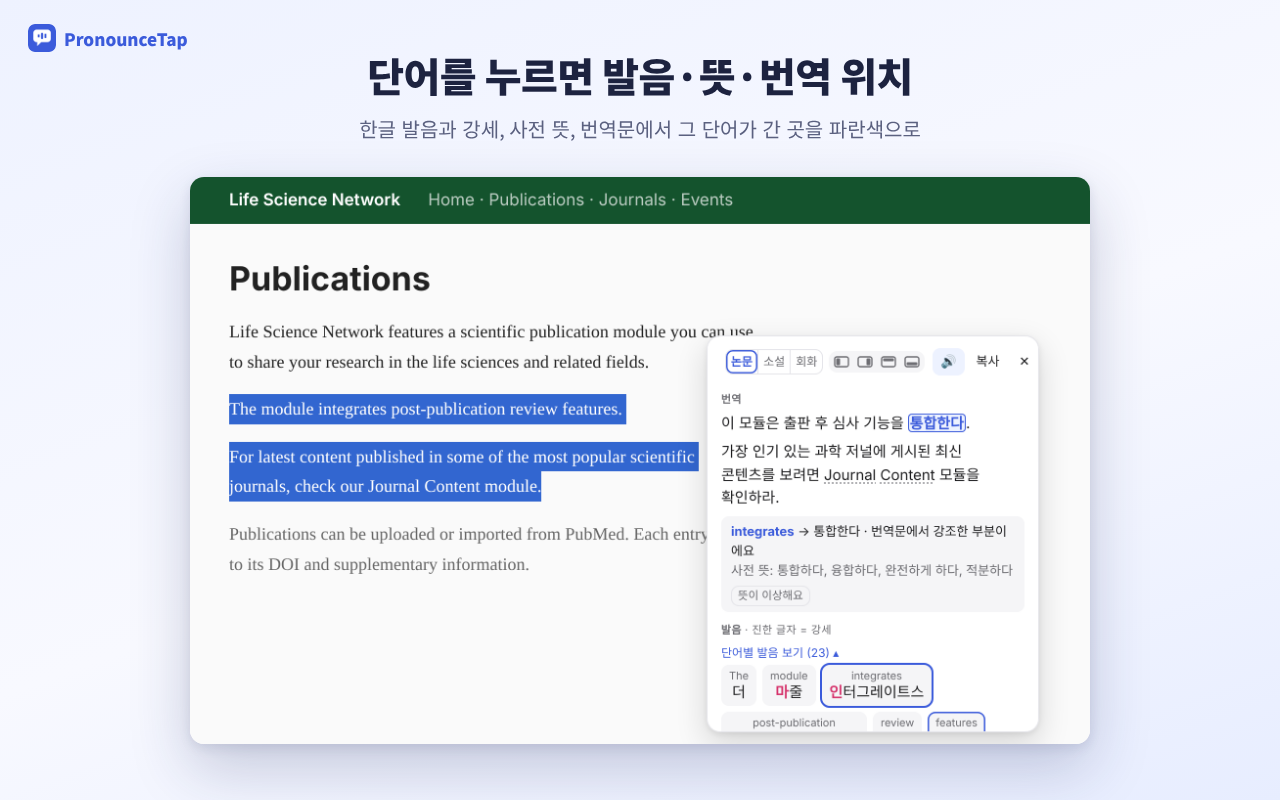 PronounceTap
단어를 누르면 발음·뜻·번역 위치
한글 발음과 강세, 사전 뜻, 번역문에서 그 단어가 간 곳을 파란색으로
Life Science Network Home · Publications · Journals · Events
Publications
Life Science Network features a scientific publication module you can use
to share your research in the life sciences and related fields.
The module integrates post-publication review features.
For latest content published in some of the most popular scientific
journals, check our Journal Content module.
Publications can be uploaded or imported from PubMed. Each entry
to its DOI and supplementary information.
논문 소설 회화 복사 ×
번역
이 모듈은 출판 후 심사 기능을 통합한다.
가장 인기 있는 과학 저널에 게시된 최신
콘텐츠를 보려면 Journal Content 모듈을
확인하라.
integrates → 통합한다 · 번역문에서 강조한 부분이
에요
사전 뜻: 통합하다, 융합하다, 완전하게 하다, 적분하다
뜻이 이상해요
발음 · 진한 글자 = 강세
단어별 발음 보기 (23) ▴
The module integrates
더 마줄 인터그레이트스
post-publication review features